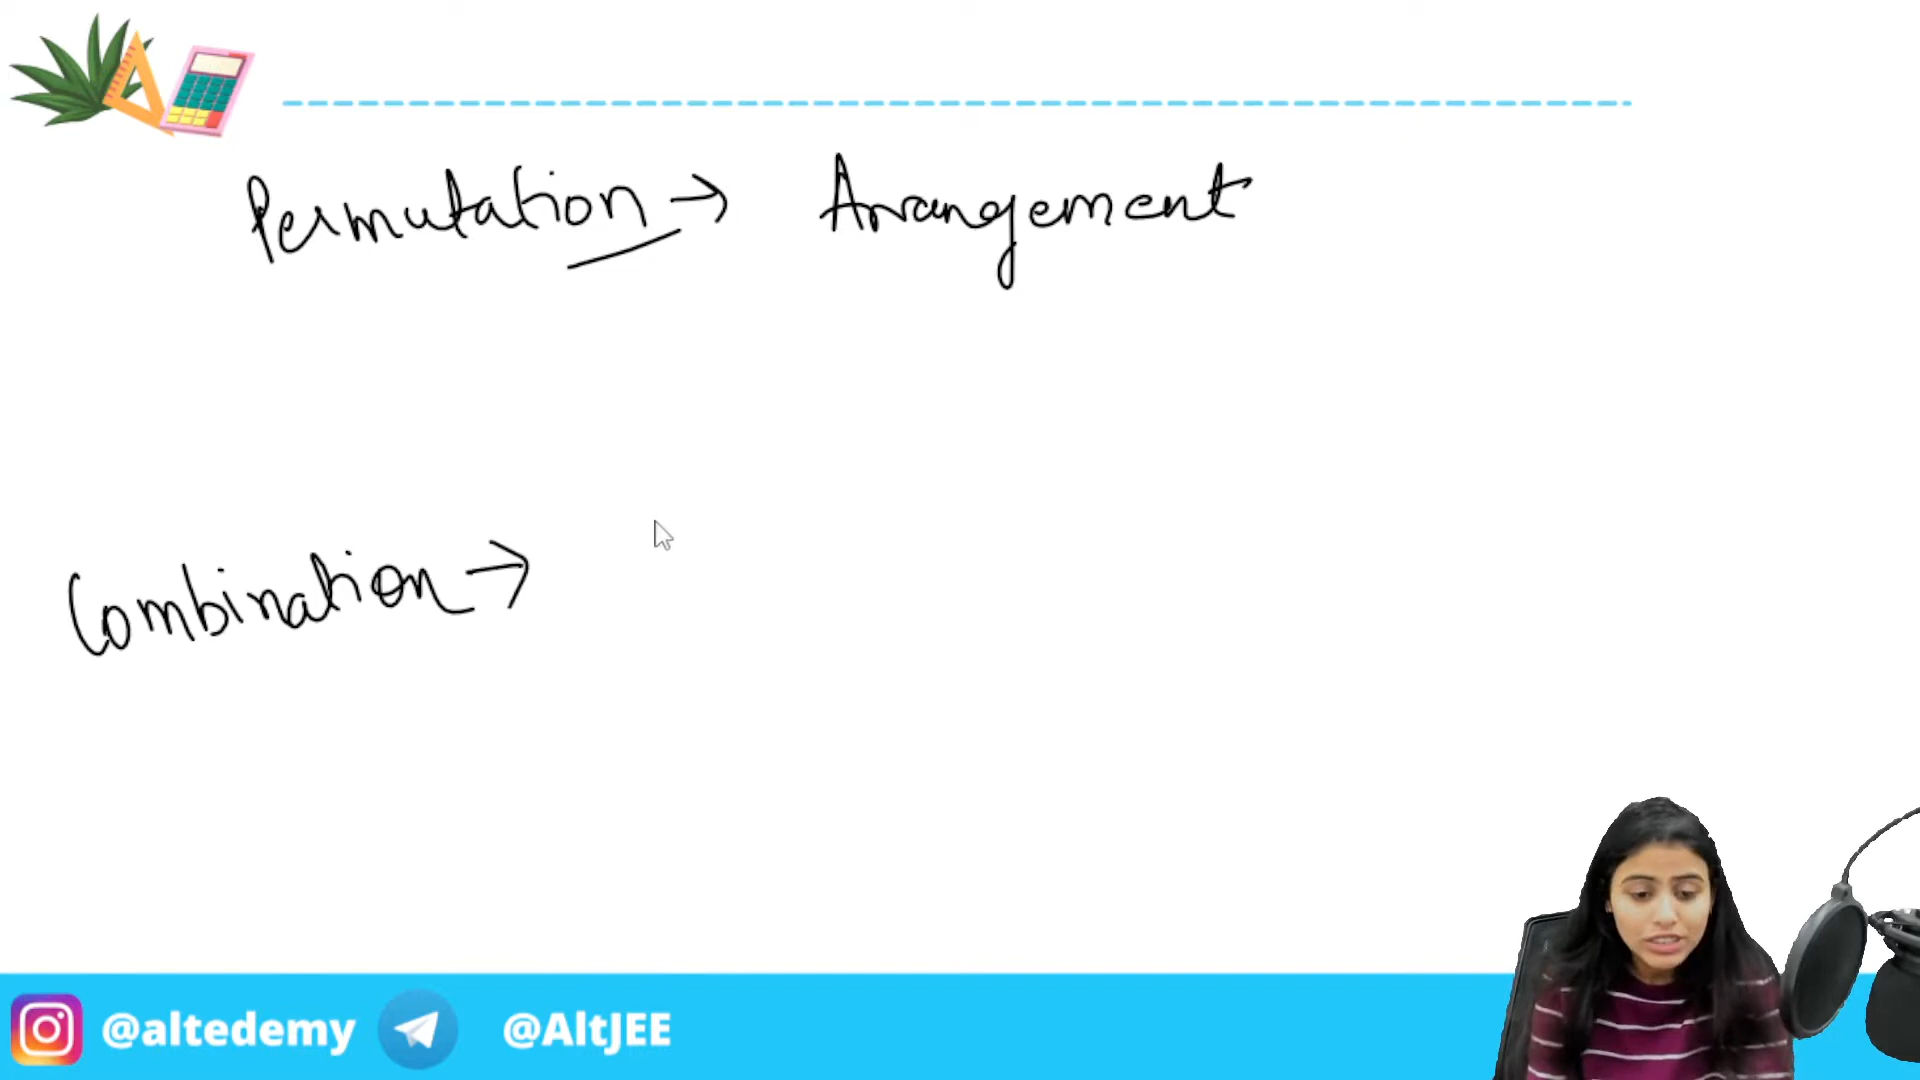 Permutation → Arrangement
Combination →
@altedemy @AltJEE